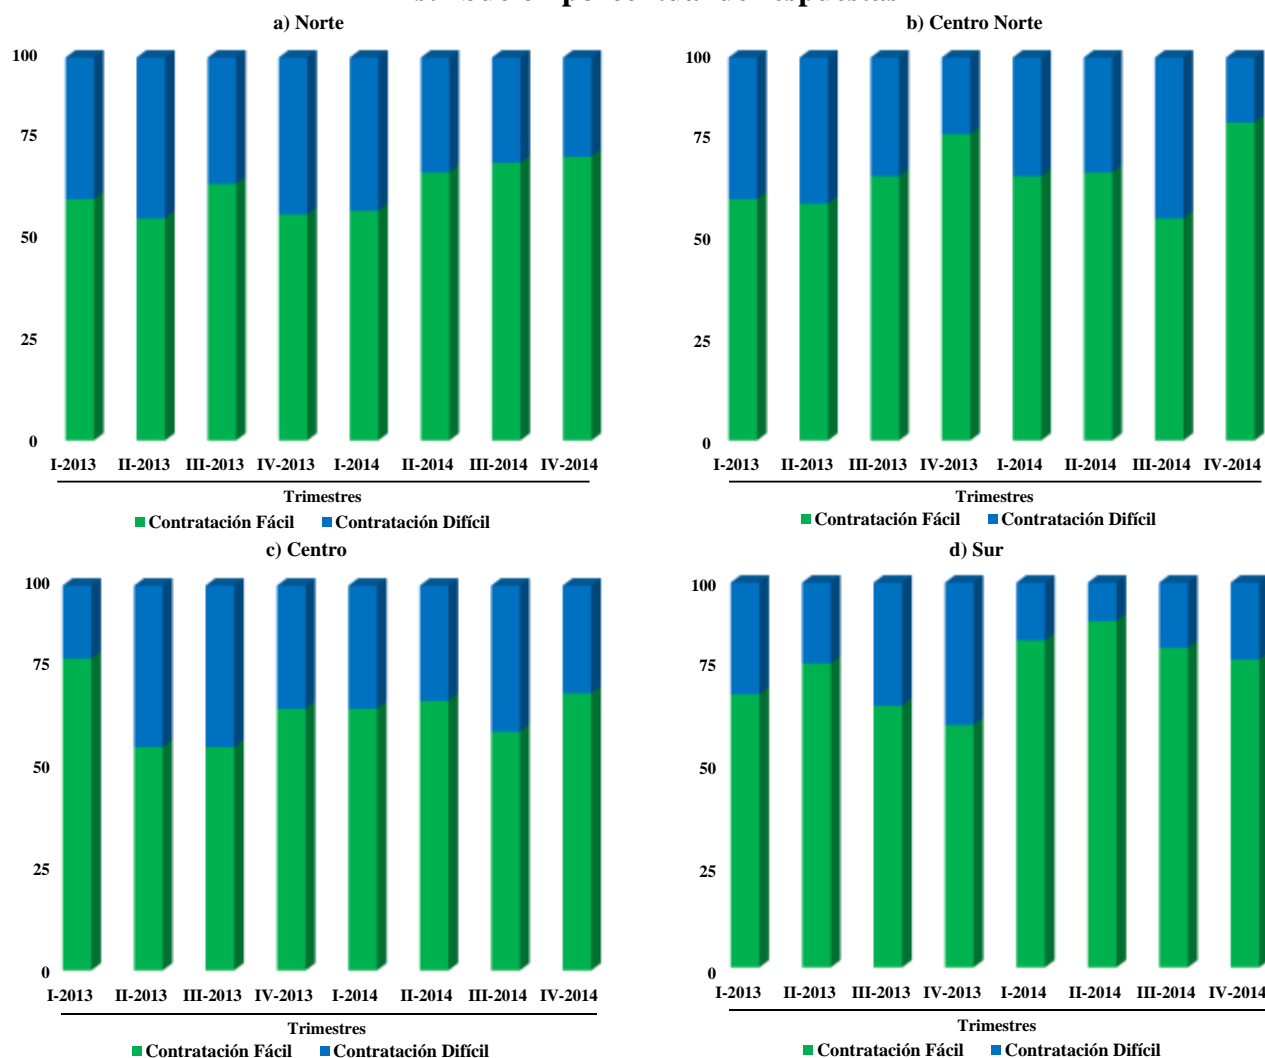 a) Norte
100
75
50
25
0
I-2013 II-2013 III-2013 IV-2013 I-2014 II-2014 III-2014 IV-2014
Trimestres
Contratación Fácil Contratación Difícil
b) Centro Norte
100
75
50
25
0
I-2013 II-2013 III-2013 IV-2013 I-2014 II-2014 III-2014 IV-2014
Trimestres
Contratación Fácil Contratación Difícil
c) Centro
100
75
50
25
0
I-2013 II-2013 III-2013 IV-2013 I-2014 II-2014 III-2014 IV-2014
Trimestres
Contratación Fácil Contratación Difícil
d) Sur
100
75
50
25
0
I-2013 II-2013 III-2013 IV-2013 I-2014 II-2014 III-2014 IV-2014
Trimestres
Contratación Fácil Contratación Difícil